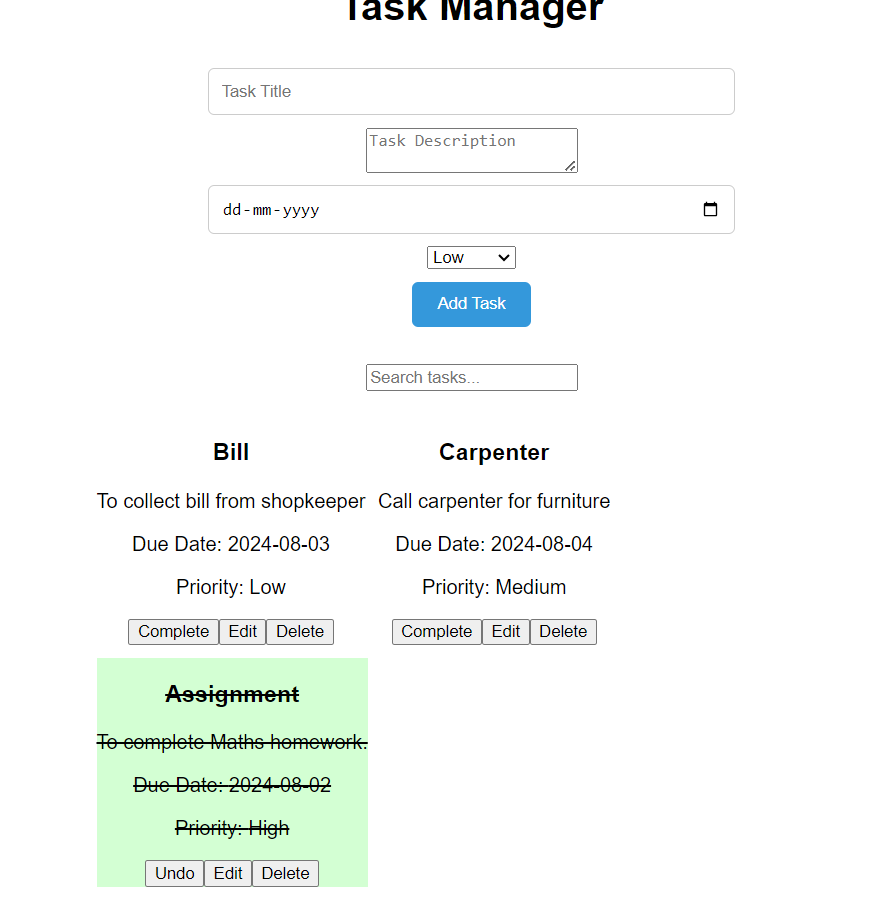 Task Manager
Task Title
Task Description
dd-mm-yyyy
Low
Add Task
Search tasks...
Bill
To collect bill from shopkeeper
Due Date: 2024-08-03
Priority: Low
Complete Edit Delete
Carpenter
Call carpenter for furniture
Due Date: 2024-08-04
Priority: Medium
Complete Edit Delete
Assignment
To complete Maths homework.
Due Date: 2024-08-02
Priority: High
Undo Edit Delete